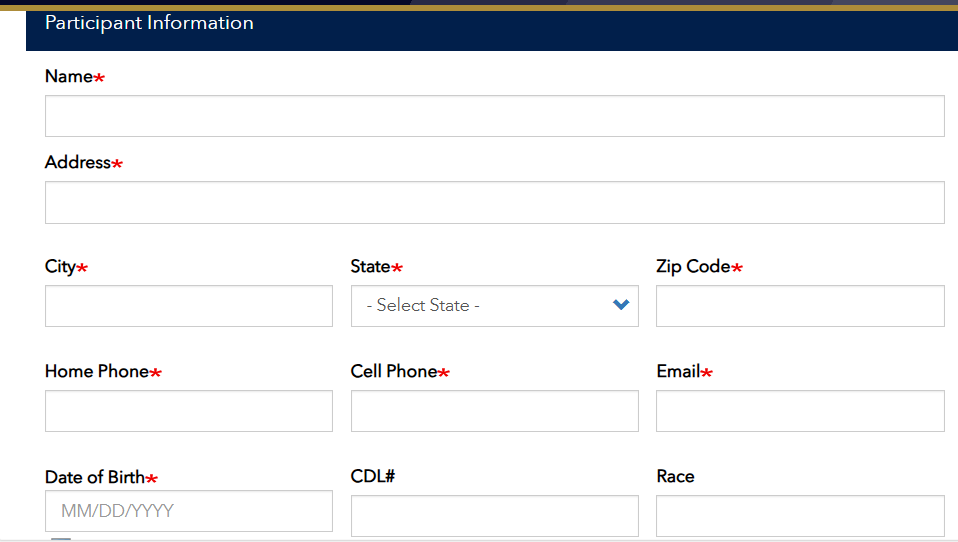 Participant Information
Name*
Address*
City* State* Zip Code*
- Select State -
Home Phone* Cell Phone* Email*
Date of Birth* CDL# Race
MM/DD/YYYY